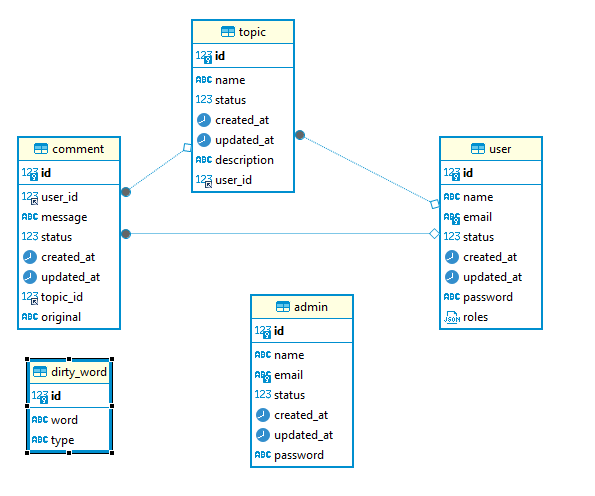 topic
123 id
ABC name
123 status
created_at
updated_at
ABC description
123 user_id
comment
123 id
123 user_id
ABC message
123 status
created_at
updated_at
123 topic_id
ABC original
user
123 id
ABC name
ABC email
123 status
created_at
updated_at
ABC password
JSON roles
admin
123 id
ABC name
ABC email
123 status
created_at
updated_at
ABC password
dirty_word
123 id
ABC word
ABC type